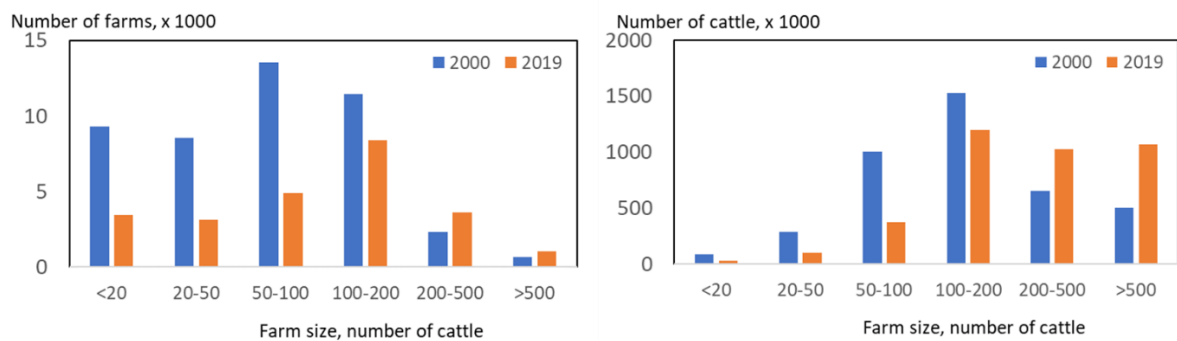 Number of farms, x 1000
15
2000 2019
10
5
0
<20 20-50 50-100 100-200 200-500 >500
Farm size, number of cattle
Number of cattle, x 1000
2000
2000 2019
1500
1000
500
0
<20 20-50 50-100 100-200 200-500 >500
Farm size, number of cattle